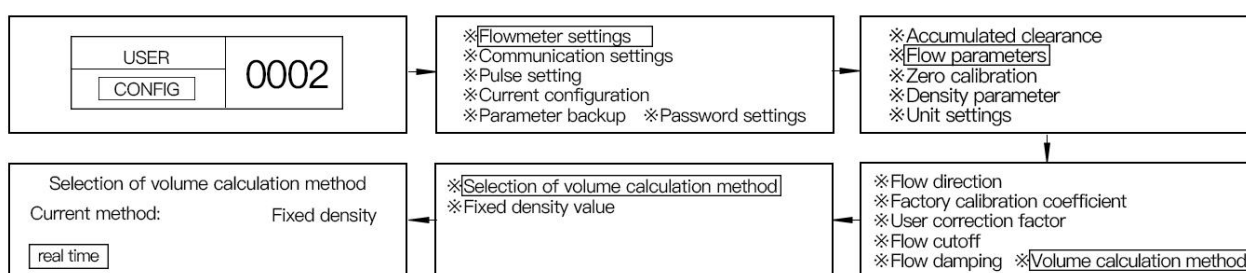 USER
CONFIG
0002
※Flowmeter settings
※Communication settings
※Pulse setting
※Current configuration
※Parameter backup ※Password settings
※Accumulated clearance
※Flow parameters
※Zero calibration
※Density parameter
※Unit settings
※Flow direction
※Factory calibration coefficient
※User correction factor
※Flow cutoff
※Flow damping ※Volume calculation method
※Selection of volume calculation method
※Fixed density value
Selection of volume calculation method
Current method: Fixed density
real time